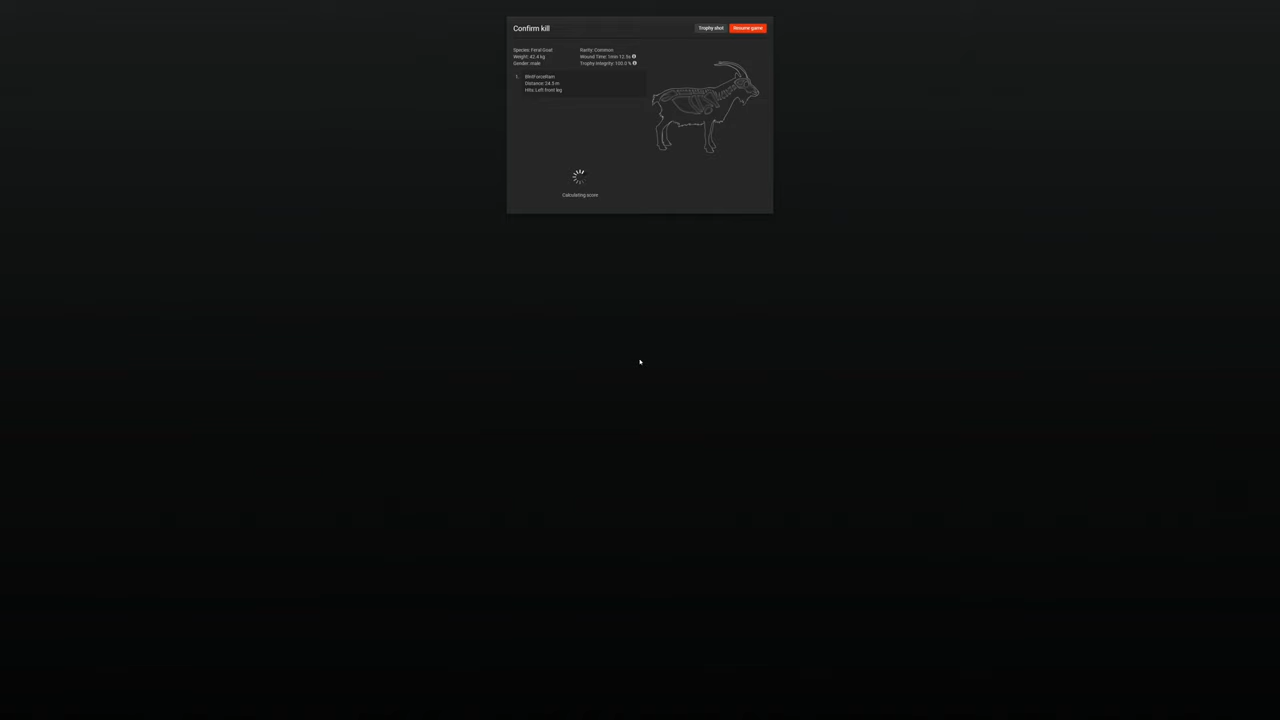 Confirm kill
Trophy shot
Resume game
Species: Feral Goat
Weight: 42.4 kg
Gender: male
Rarity: Common
Wound Time: 1min 12.5s
Trophy Integrity: 100.0 %
1.
Distance: 24.5 m
Hits: Left front leg
Calculating score